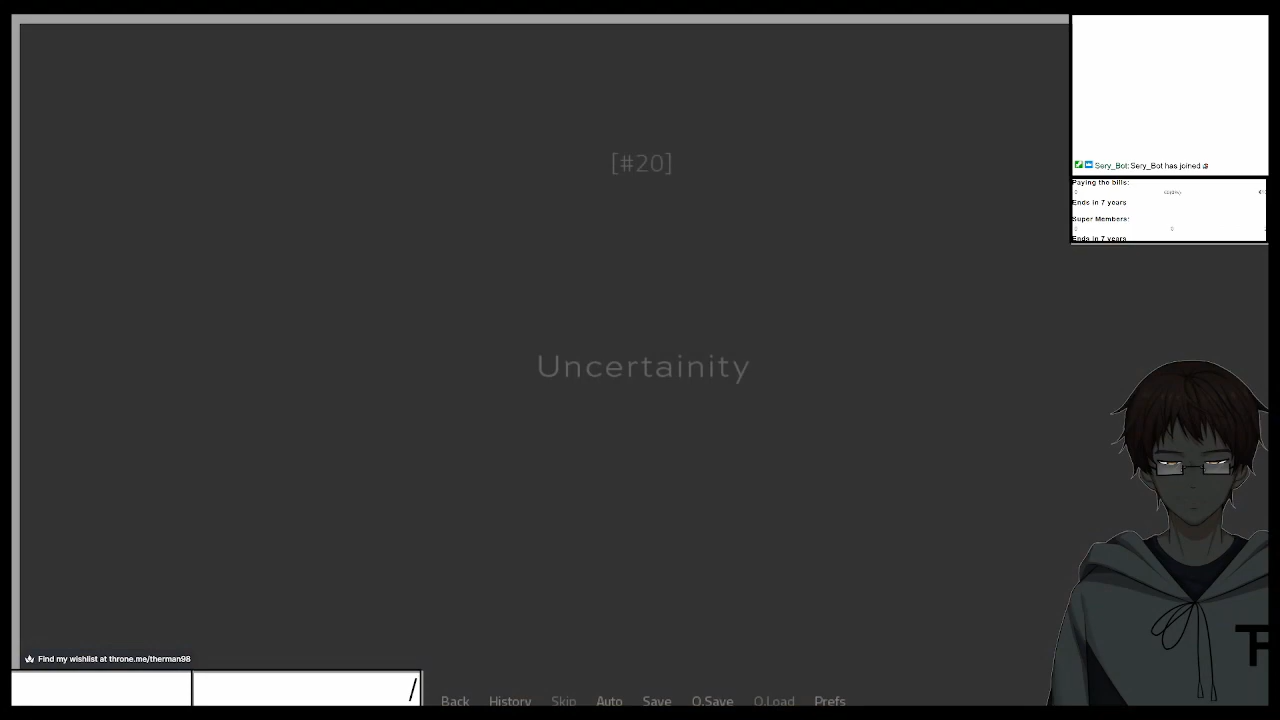 [#20]
Uncertainity
Sery_Bot: Sery_Bot has joined
Paying the bills:
Ends in 7 years
Super Members:
0
Ends in 7 years
Find my wishlist at throne.me/therman98
/
Back History Skip Auto Save Q.Save Q.Load Prefs